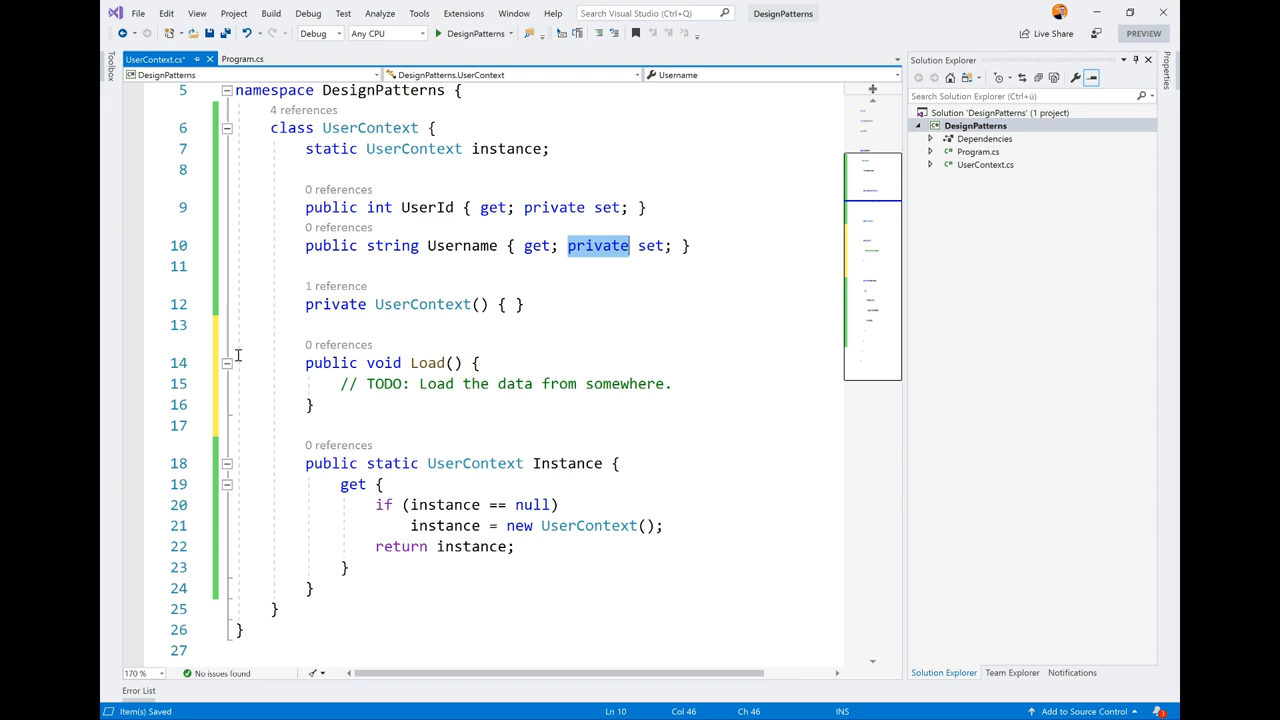 File Edit View Project Build Debug Test Analyze Tools Extensions Window Help Search Visual Studio (Ctrl+Q) DesignPatterns
Debug Any CPU DesignPatterns Live Share PREVIEW
UserContext.cs* Program.cs
DesignPatterns DesignPatterns.UserContext Username
Toolbox
5 namespace DesignPatterns {
4 references
6 class UserContext {
7 static UserContext instance;
8
0 references
9 public int UserId { get; private set; }
0 references
10 public string Username { get; private set; }
11
1 reference
12 private UserContext() { }
13
0 references
14 public void Load() {
15 // TODO: Load the data from somewhere.
16 }
17
0 references
18 public static UserContext Instance {
19 get {
20 if (instance == null)
21 instance = new UserContext();
22 return instance;
23 }
24 }
25 }
26 }
27
170 % No issues found
Solution Explorer
Search Solution Explorer (Ctrl+ü)
Solution 'DesignPatterns' (1 project)
DesignPatterns
Dependencies
Program.cs
UserContext.cs
Solution Explorer Team Explorer Notifications
Properties
Error List
Item(s) Saved Ln 10 Col 46 Ch 46 INS Add to Source Control